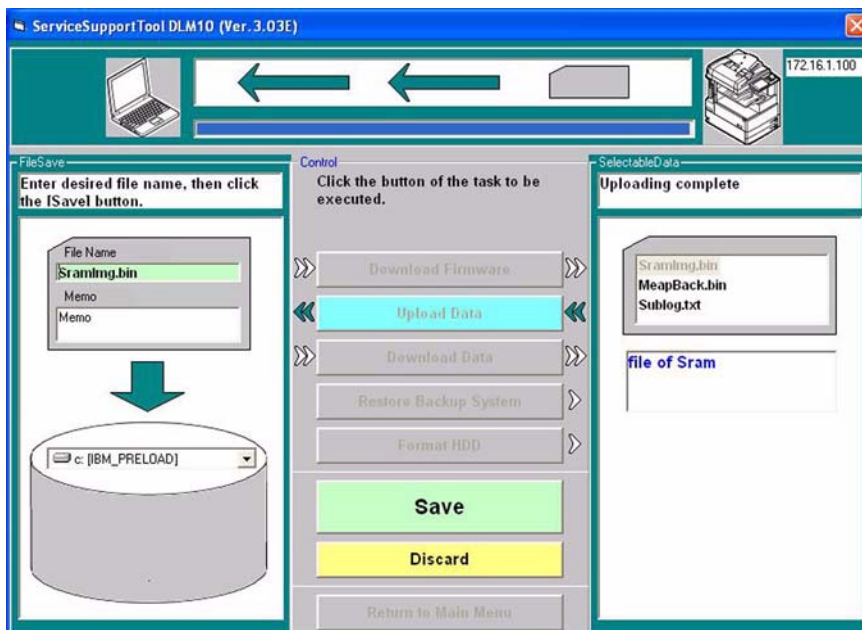 ServiceSupportTool DLM10 (Ver.3.03E)
172.16.1.100
FileSave
Enter desired file name, then click
the [Save] button.
File Name
SramImg.bin
Memo
Memo
c: [IBM_PRELOAD]
Control
Click the button of the task to be
executed.
Download Firmware
Upload Data
Download Data
Restore Backup System
Format HDD
Save
Discard
Return to Main Menu
SelectableData
Uploading complete
SramImg.bin
MeapBack.bin
Sublog.txt
file of Sram